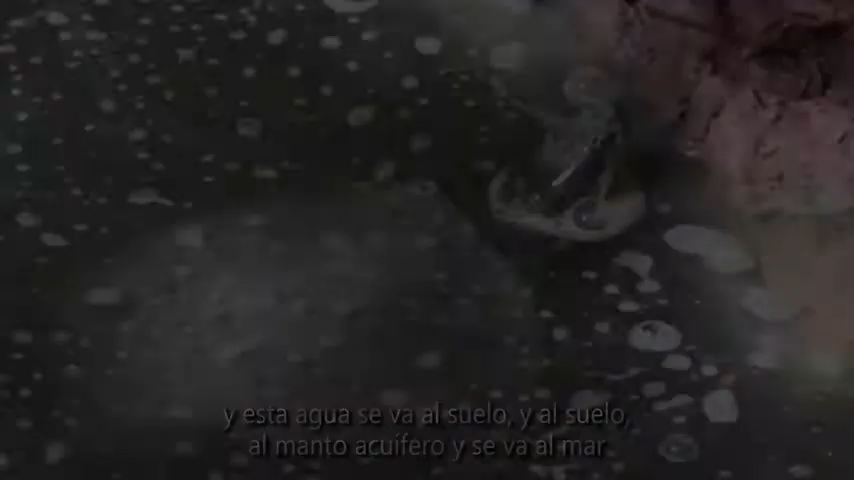 y esta agua se va al suelo, y al suelo,
al manto acuífero y se va al mar